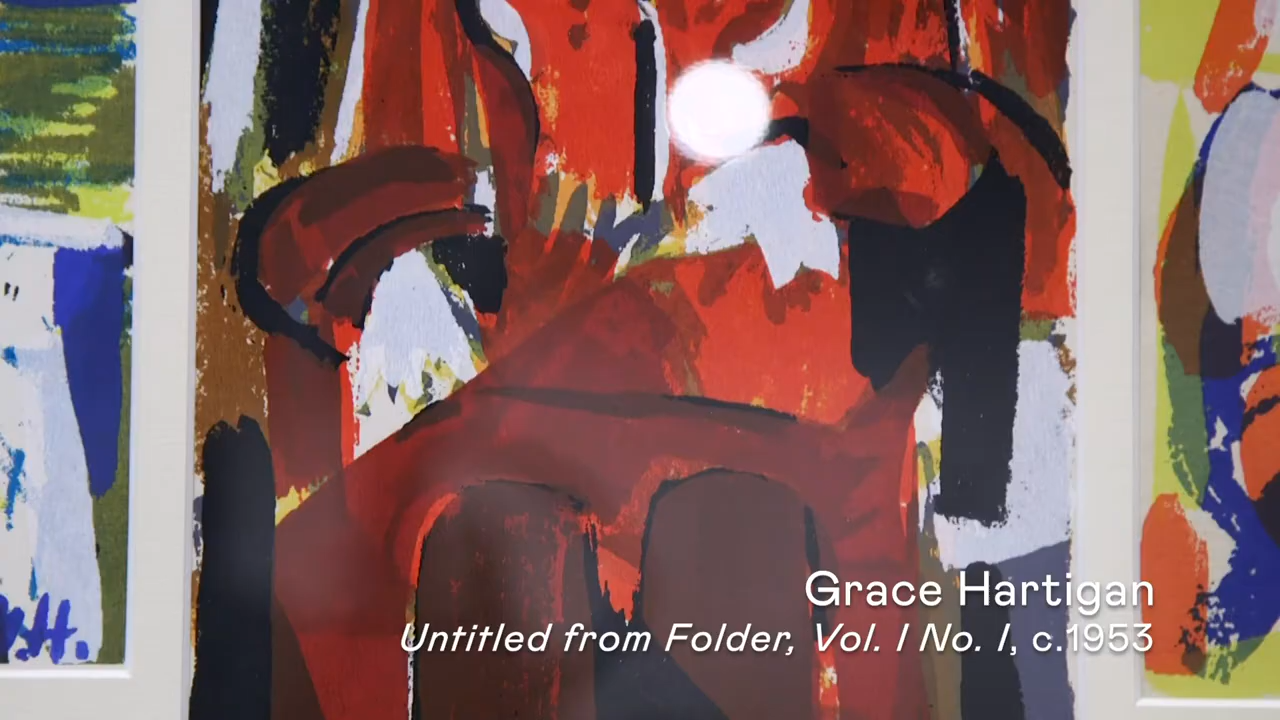 Grace Hartigan
Untitled from Folder, Vol. I No. I, c.1953
H.